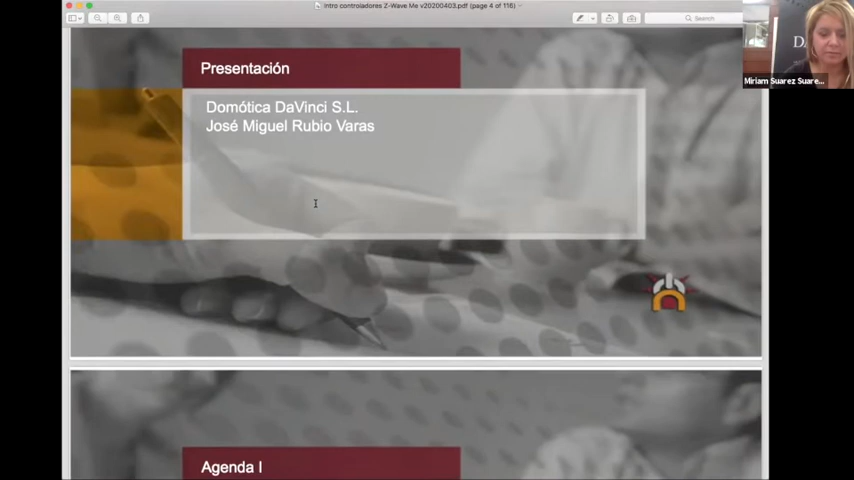 Intro controladores Z-Wave Me v20200403.pdf (page 4 of 116)
Search
Presentación
Domótica DaVinci S.L.
José Miguel Rubio Varas
Miriam Suarez Suare...
Agenda I